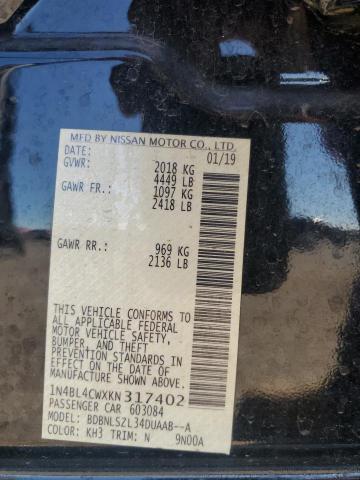 MFD BY NISSAN MOTOR CO., LTD.
DATE: 01/19
GVWR: 2018 KG
4449 LB
GAWR FR.: 1097 KG
2418 LB
GAWR RR.: 969 KG
2136 LB
THIS VEHICLE CONFORMS TO
ALL APPLICABLE FEDERAL
MOTOR VEHICLE SAFETY,
BUMPER, AND THEFT
PREVENTION STANDARDS
IN EFFECT ON THE DATE OF
MANUFACTURE SHOWN ABOVE.
1N4BL4CWXKN 317402
PASSENGER CAR 603084
MODEL: BDBNLSZL34DUAAB--A
COLOR: KH3 TRIM: N 9N00A